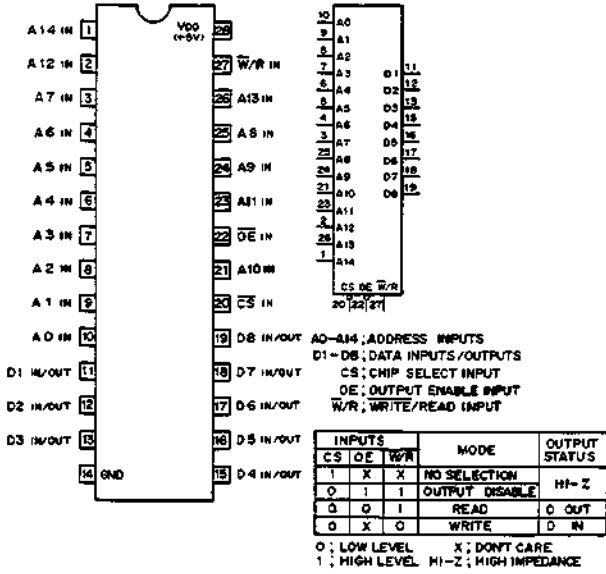 A14 IN 1
A12 IN 2
A7 IN 3
A6 IN 4
A5 IN 5
A4 IN 6
A3 IN 7
A2 IN 8
A1 IN 9
A0 IN 10
D1 IN/OUT 11
D2 IN/OUT 12
D3 IN/OUT 13
14 GND
VDD
(+5V)
28
27 W/R IN
26 A13 IN
25 A8 IN
24 A9 IN
23 A11 IN
22 OE IN
21 A10 IN
20 CS IN
19 D8 IN/OUT
18 D7 IN/OUT
17 D6 IN/OUT
16 D5 IN/OUT
15 D4 IN/OUT
10 A0
9 A1
8 A2
7 A3
6 A4
A5
4 A6
3 A7
25 A8
24 A9
21 A10
23 A11
2 A12
26 A13
1 A14
D1 11
D2 12
D3 13
D4 15
D5 16
D6 17
D7 18
D8 19
CS OE W/R
20 22 27
A0-A14 ; ADDRESS INPUTS
D1-D8 ; DATA INPUTS/OUTPUTS
CS ; CHIP SELECT INPUT
OE ; OUTPUT ENABLE INPUT
W/R ; WRITE/READ INPUT
INPUTS MODE OUTPUT STATUS
CS OE W/R
1 X X NO SELECTION HI-Z
0 1 1 OUTPUT DISABLE
0 0 1 READ D OUT
0 X 0 WRITE D IN
0 ; LOW LEVEL X ; DON'T CARE
1 ; HIGH LEVEL HI-Z ; HIGH IMPEDANCE